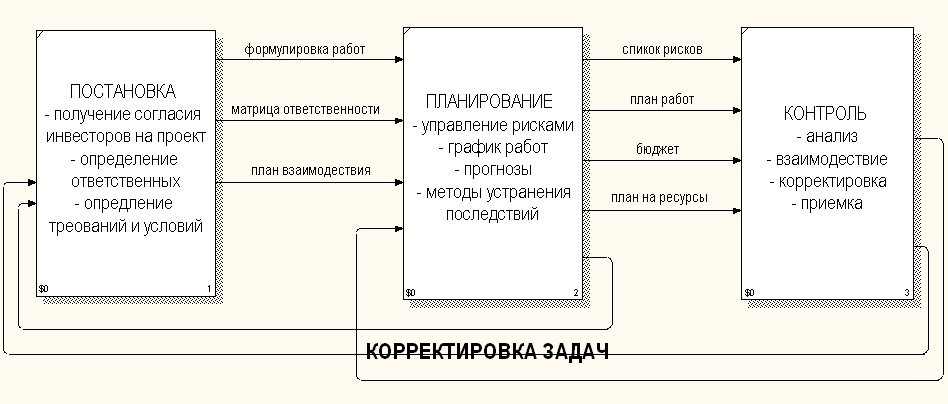 ПОСТАНОВКА
- получение согласия
инвесторов на проект
- определение
ответственных
- опредление
треований и условий
$0 1
формулировка работ
матрица ответственности
план взаимодествия
ПЛАНИРОВАНИЕ
- управление рисками
- график работ
- прогнозы
- методы устранения
последствий
$0 2
спикок рисков
план работ
бюджет
план на ресурсы
КОНТРОЛЬ
- анализ
- взаимодествие
- корректировка
- приемка
$0 3
КОРРЕКТИРОВКА ЗАДАЧ